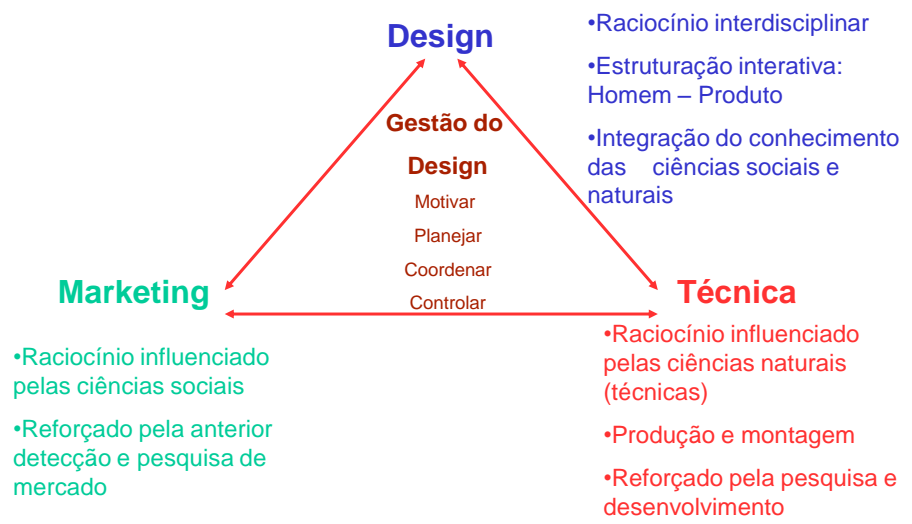 Design
•Raciocínio interdisciplinar
•Estruturação interativa:
Homem – Produto
•Integração do conhecimento
das ciências sociais e
naturais
Gestão do
Design
Motivar
Planejar
Coordenar
Controlar
Marketing
•Raciocínio influenciado
pelas ciências sociais
•Reforçado pela anterior
detecção e pesquisa de
mercado
Técnica
•Raciocínio influenciado
pelas ciências naturais
(técnicas)
•Produção e montagem
•Reforçado pela pesquisa e
desenvolvimento